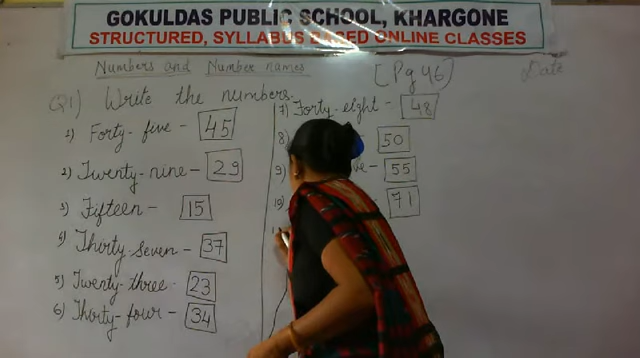 GOKULDAS PUBLIC SCHOOL, KHARGONE
STRUCTURED, SYLLABUS BASED ONLINE CLASSES
Numbers and Number names
[Pg 46)
Date
Q1) Write the numbers.
1) Forty-five - 45
2) Twenty-nine - 29
3) Fifteen - 15
4) Thirty-seven - 37
5) Twenty-three - 23
6) Thirty-four - 34
7) Forty-eight - 48
8) 50
9) ve - 55
10) 71